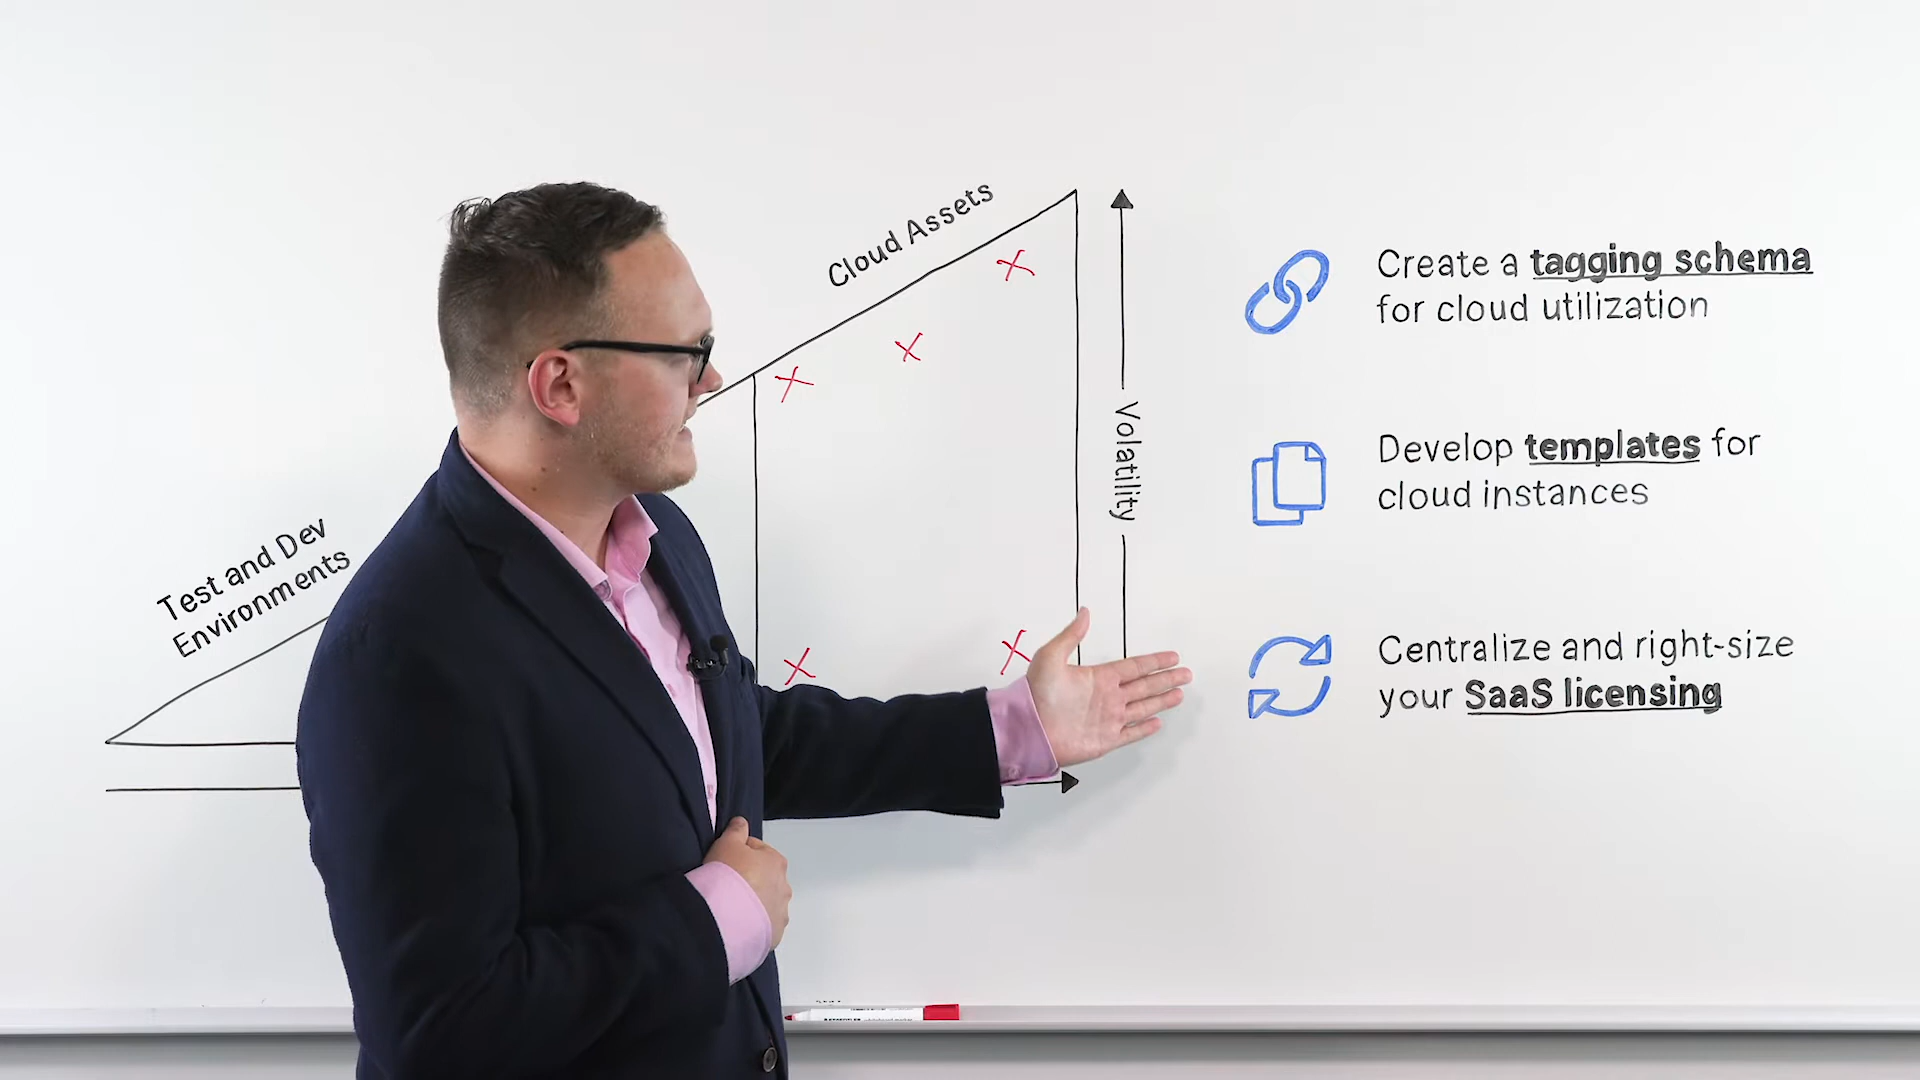 Test and Dev
Environments
Cloud Assets
Volatility
Create a tagging schema
for cloud utilization
Develop templates for
cloud instances
Centralize and right-size
your SaaS licensing